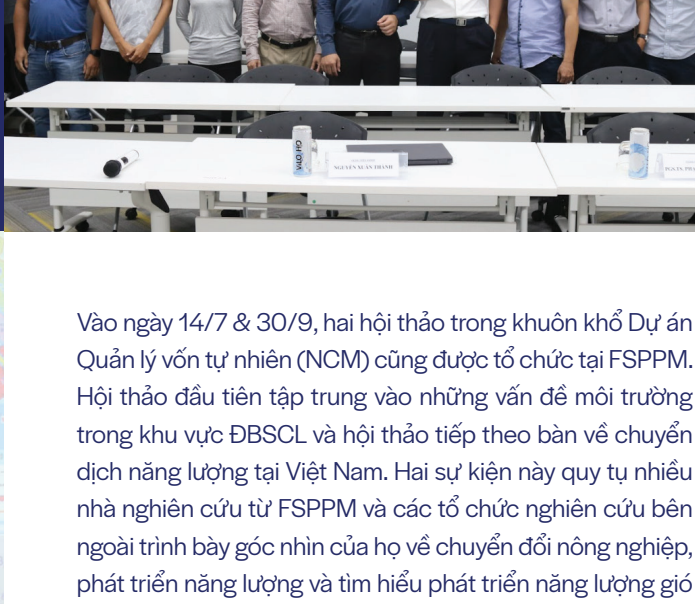 NGUYỄN XUÂN THÀNH
Vào ngày 14/7 & 30/9, hai hội thảo trong khuôn khổ Dự án
Quản lý vốn tự nhiên (NCM) cũng được tổ chức tại FSPPM.
Hội thảo đầu tiên tập trung vào những vấn đề môi trường
trong khu vực ĐBSCL và hội thảo tiếp theo bàn về chuyển
dịch năng lượng tại Việt Nam. Hai sự kiện này quy tụ nhiều
nhà nghiên cứu từ FSPPM và các tổ chức nghiên cứu bên
ngoài trình bày góc nhìn của họ về chuyển đổi nông nghiệp,
phát triển năng lượng và tìm hiểu phát triển năng lượng gió